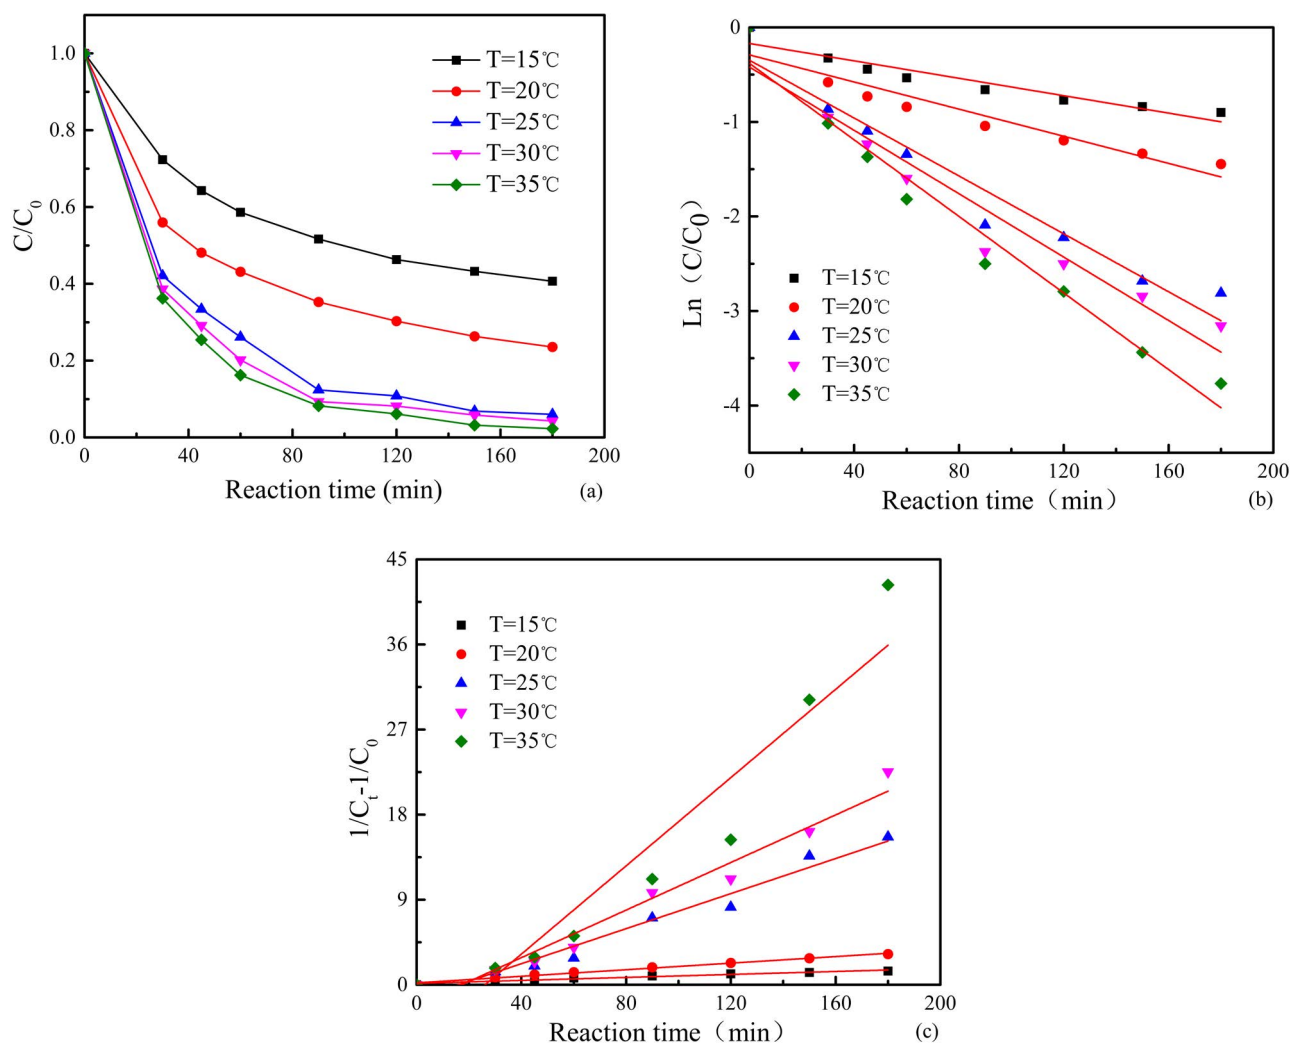 1.0
0.8
0.6
0.4
0.2
0.0
C/C0
T=15℃
T=20℃
T=25℃
T=30℃
T=35℃
0 40 80 120 160 200
Reaction time (min) (a)
0
-1
-2
-3
-4
Ln（C/C0）
T=15℃
T=20℃
T=25℃
T=30℃
T=35℃
0 40 80 120 160 200
Reaction time（min） (b)
45
36
27
18
9
0
1/Ct-1/C0
T=15℃
T=20℃
T=25℃
T=30℃
T=35℃
0 40 80 120 160 200
Reaction time（min） (c)